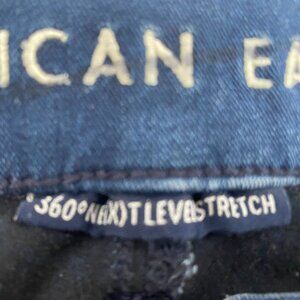 ICAN EA
360° NE(X)T LEVEL STRETCH